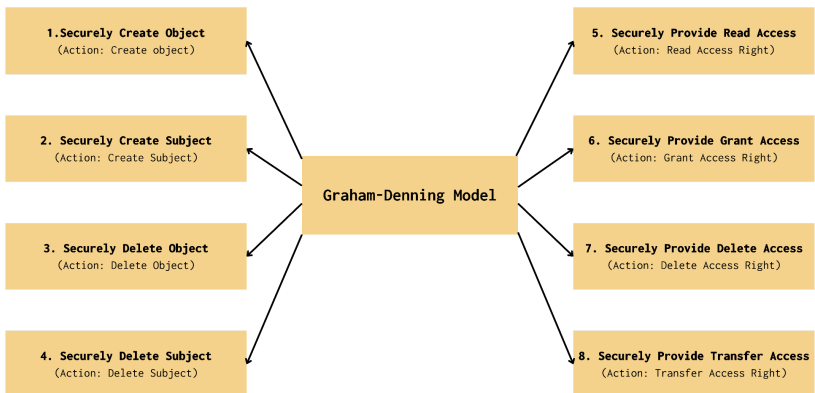 1.Securely Create Object
(Action: Create object)
2. Securely Create Subject
(Action: Create Subject)
3. Securely Delete Object
(Action: Delete Object)
4. Securely Delete Subject
(Action: Delete Subject)
Graham-Denning Model
5. Securely Provide Read Access
(Action: Read Access Right)
6. Securely Provide Grant Access
(Action: Grant Access Right)
7. Securely Provide Delete Access
(Action: Delete Access Right)
8. Securely Provide Transfer Access
(Action: Transfer Access Right)